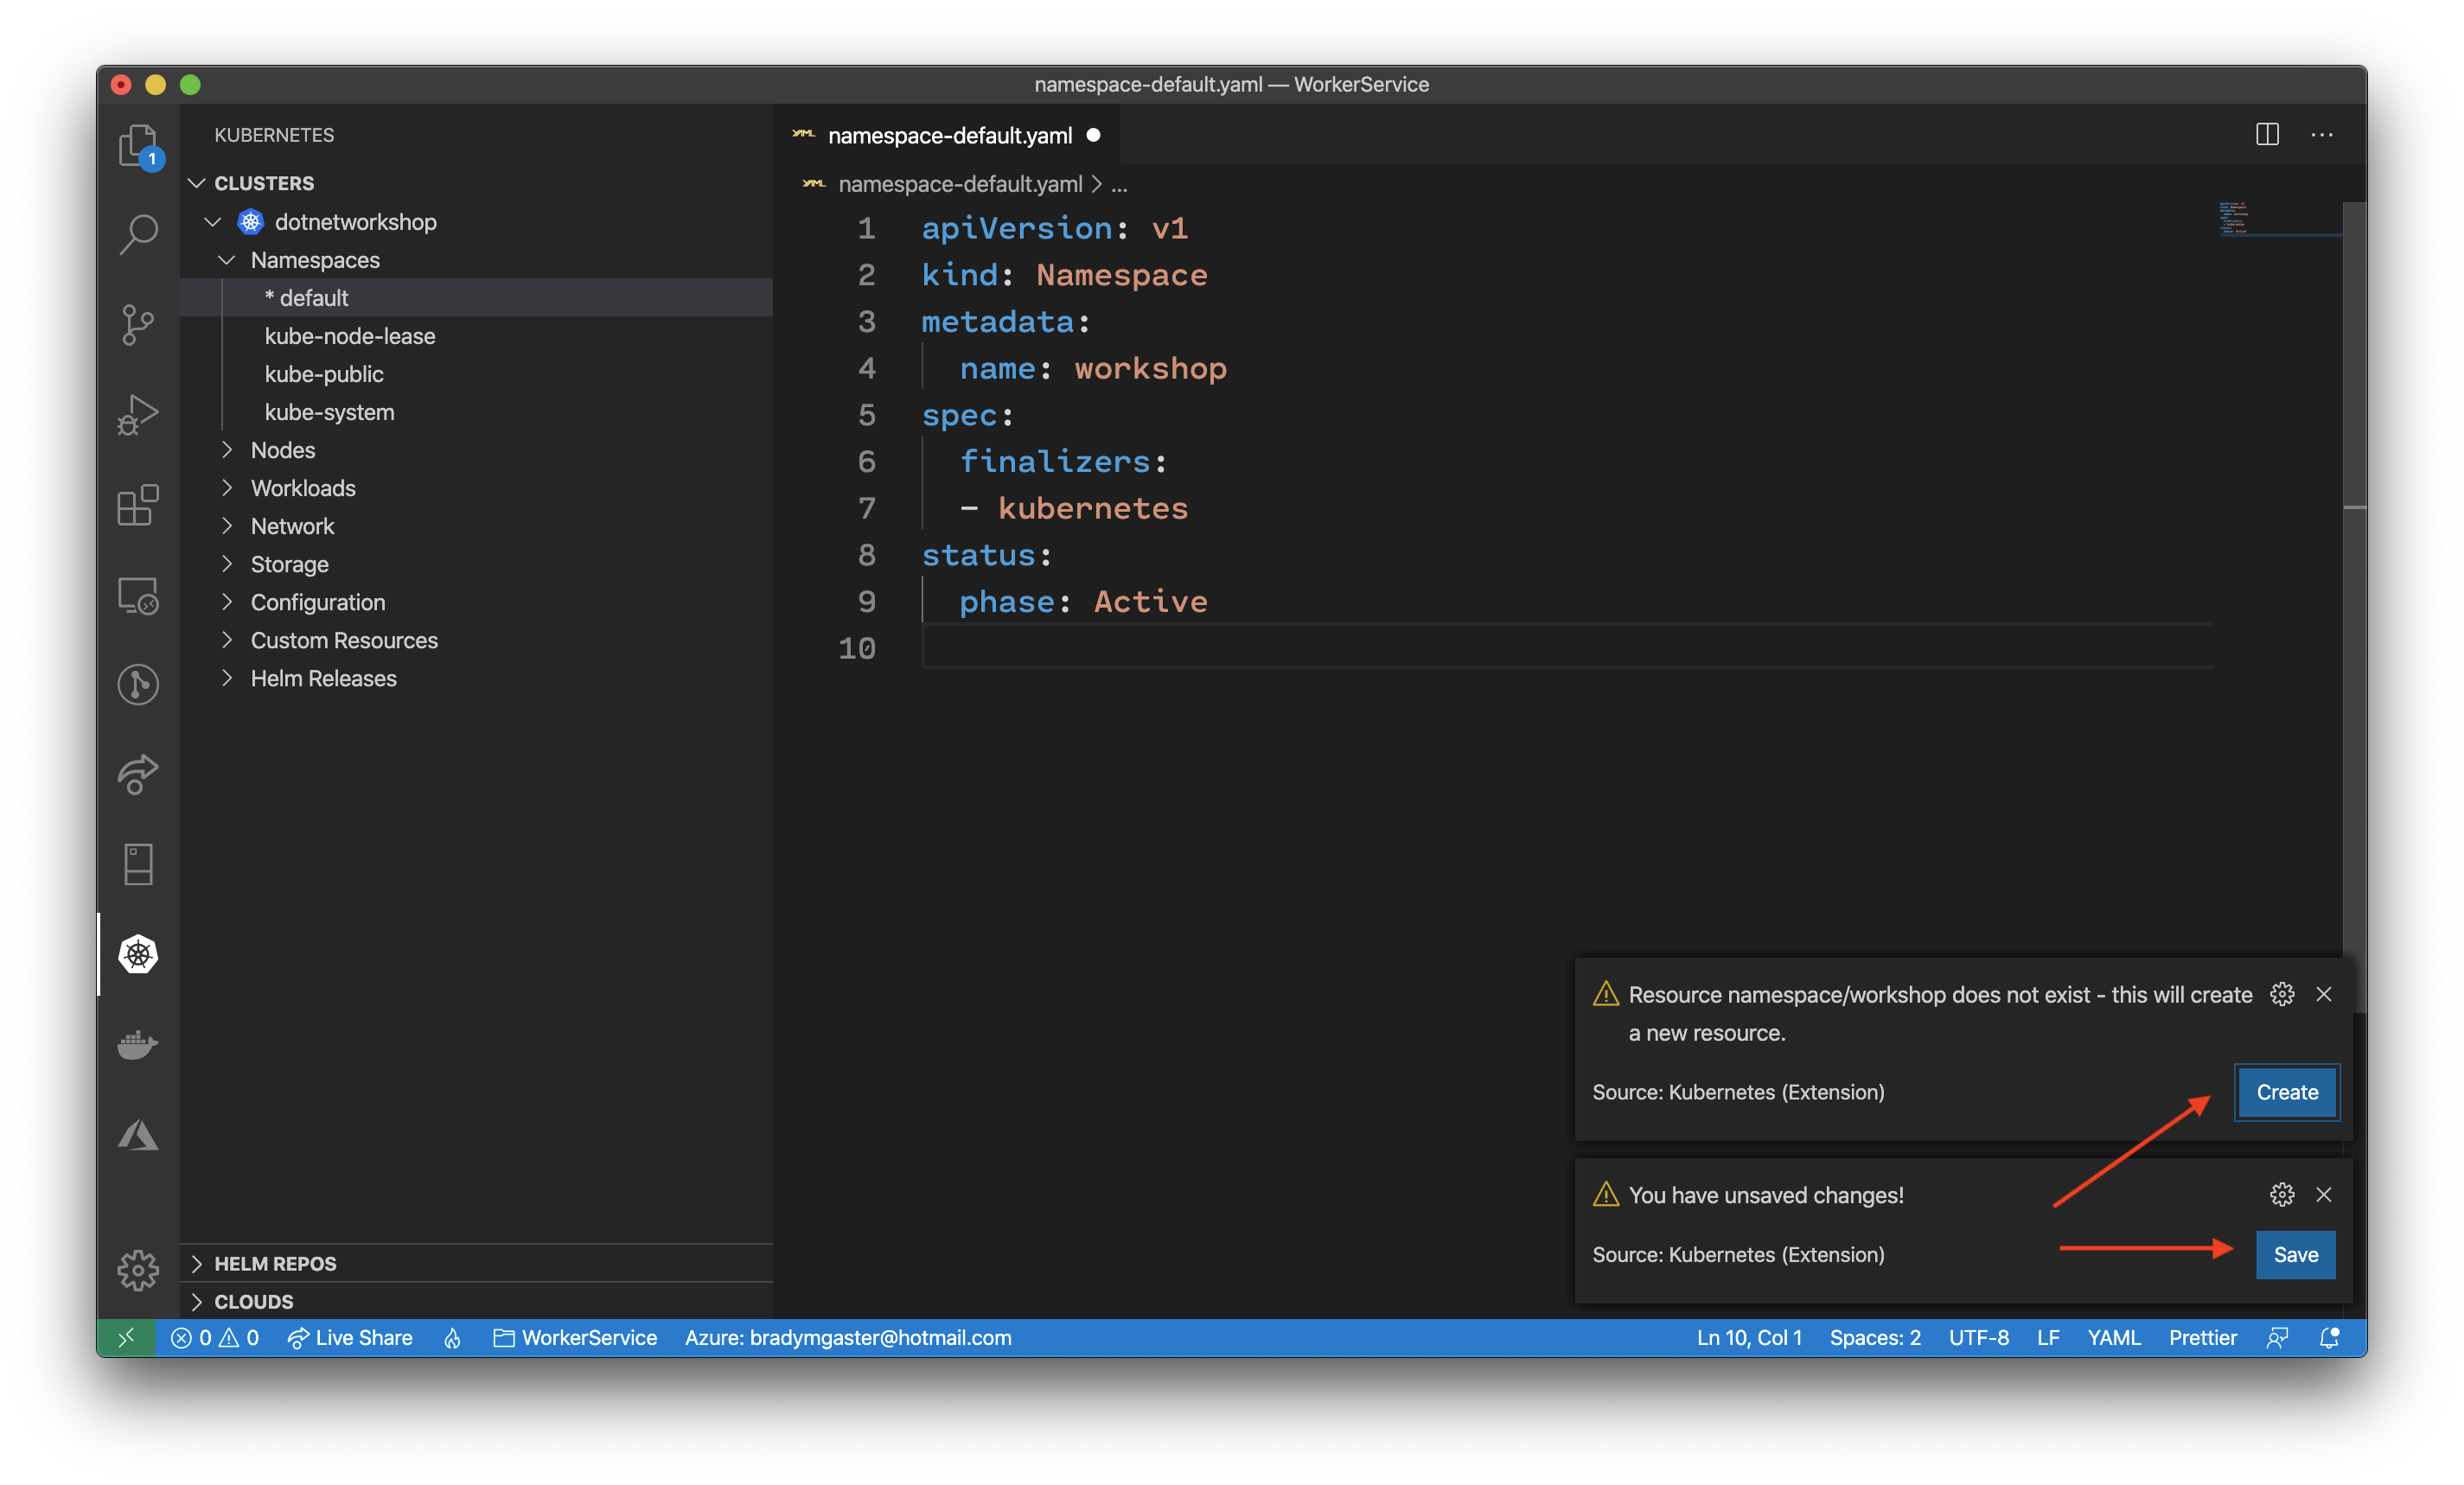 namespace-default.yaml — WorkerService
1
KUBERNETES
CLUSTERS
dotnetworkshop
Namespaces
* default
kube-node-lease
kube-public
kube-system
Nodes
Workloads
Network
Storage
Configuration
Custom Resources
Helm Releases
HELM REPOS
CLOUDS
YAML namespace-default.yaml
YAML namespace-default.yaml > ...
1 apiVersion: v1
2 kind: Namespace
3 metadata:
4 name: workshop
5 spec:
6 finalizers:
7 - kubernetes
8 status:
9 phase: Active
10
Resource namespace/workshop does not exist - this will create
a new resource.
Source: Kubernetes (Extension) Create
You have unsaved changes!
Source: Kubernetes (Extension) Save
0 0 Live Share WorkerService Azure: bradymgaster@hotmail.com Ln 10, Col 1 Spaces: 2 UTF-8 LF YAML Prettier